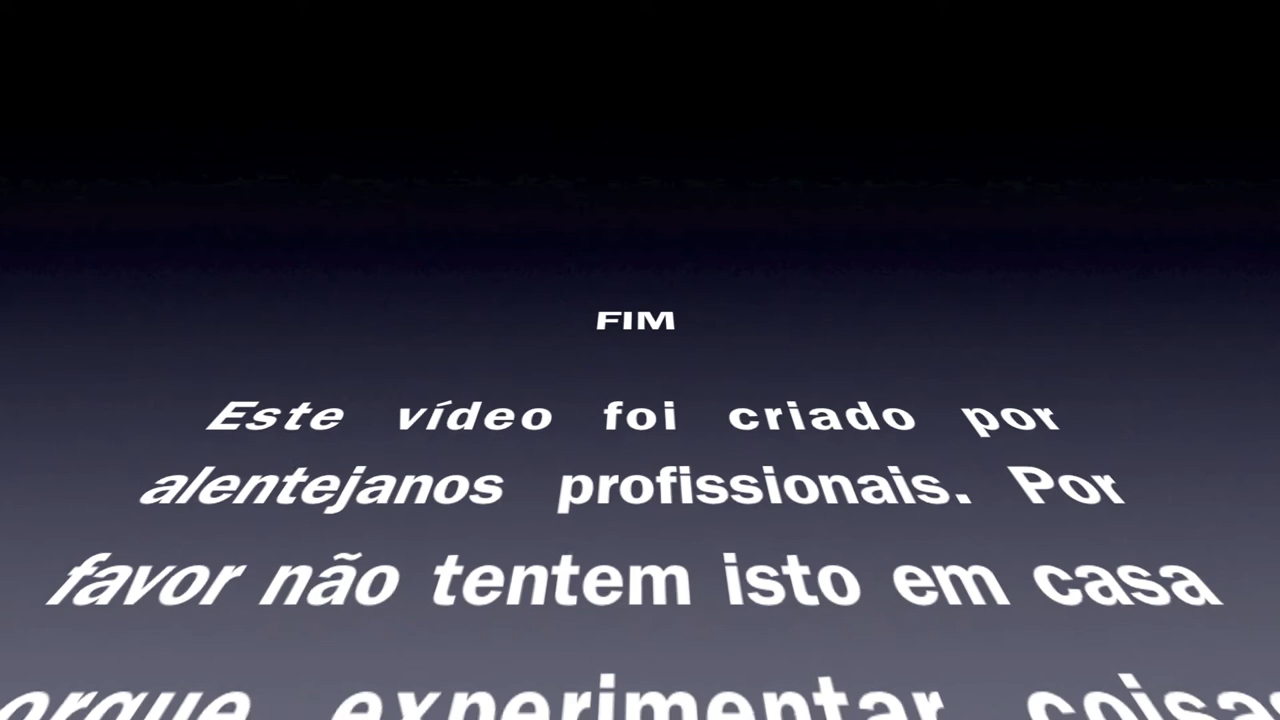 FIM
Este vídeo foi criado por
alentejanos profissionais. Por
favor não tentem isto em casa
experimentar